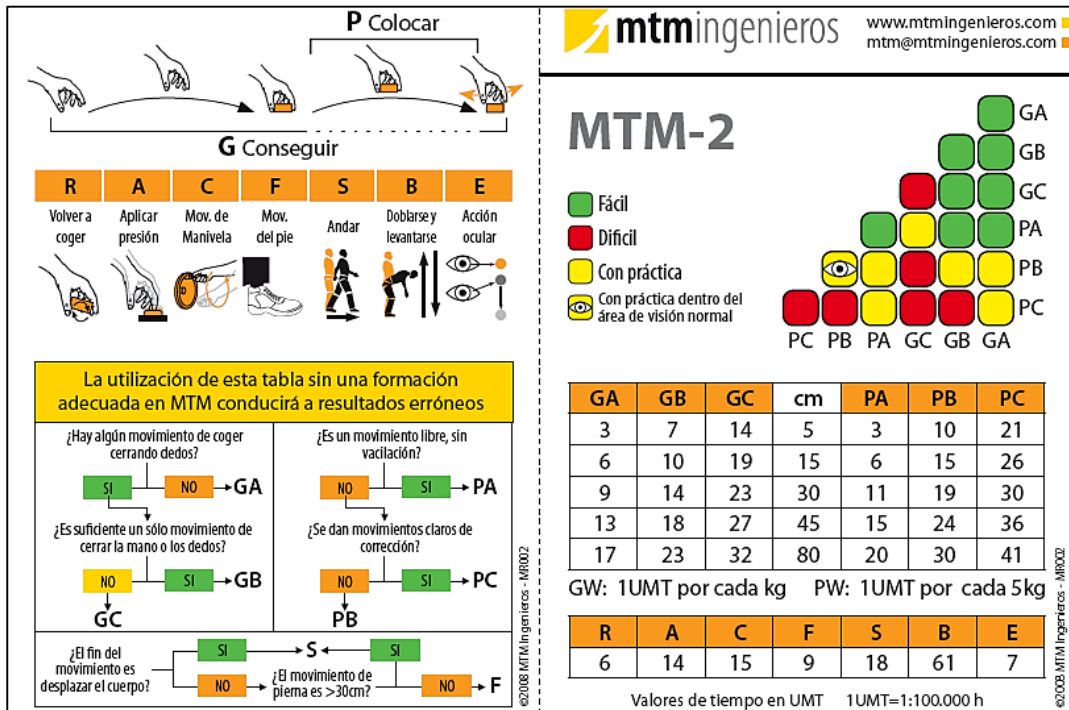 P Colocar
G Conseguir
R A C F S B E
Volver a coger
Aplicar presión
Mov. de Manivela
Mov. del pie
Andar
Doblarse y levantarse
Acción ocular
La utilización de esta tabla sin una formación
adecuada en MTM conducirá a resultados erróneos
¿Hay algún movimiento de coger
cerrando dedos?
SI NO GA
¿Es suficiente un sólo movimiento de
cerrar la mano o los dedos?
NO SI GB
GC
¿Es un movimiento libre, sin
vacilación?
NO SI PA
¿Se dan movimientos claros de
corrección?
NO SI PC
PB
¿El fin del
movimiento es
desplazar el cuerpo?
SI S SI
NO
¿El movimiento de
pierna es >30cm?
NO F
©2008 MTM Ingenieros - MR002
mtmingenieros
www.mtmingenieros.com
mtm@mtmingenieros.com
MTM-2
Fácil
Dificil
Con práctica
Con práctica dentro del
área de visión normal
GA
GB
GC
PA
PB
PC
PC PB PA GC GB GA
GA GB GC cm PA PB PC
3 7 14 5 3 10 21
6 10 19 15 6 15 26
9 14 23 30 11 19 30
13 18 27 45 15 24 36
17 23 32 80 20 30 41
GW: 1UMT por cada kg PW: 1UMT por cada 5kg
R A C F S B E
6 14 15 9 18 61 7
Valores de tiempo en UMT 1UMT=1:100.000 h
©2008 MTM Ingenieros - MR002